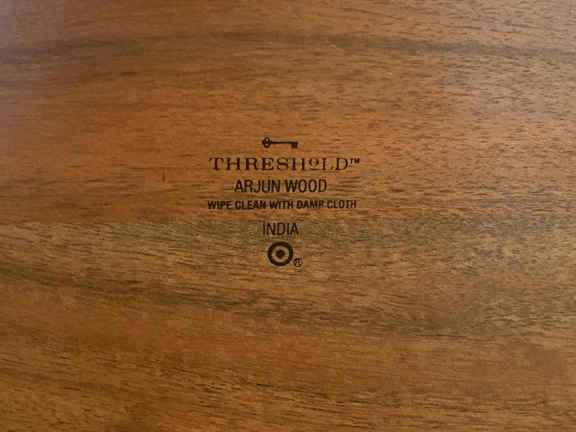 THRESHOLD™
ARJUN WOOD
WIPE CLEAN WITH DAMP CLOTH
INDIA
®